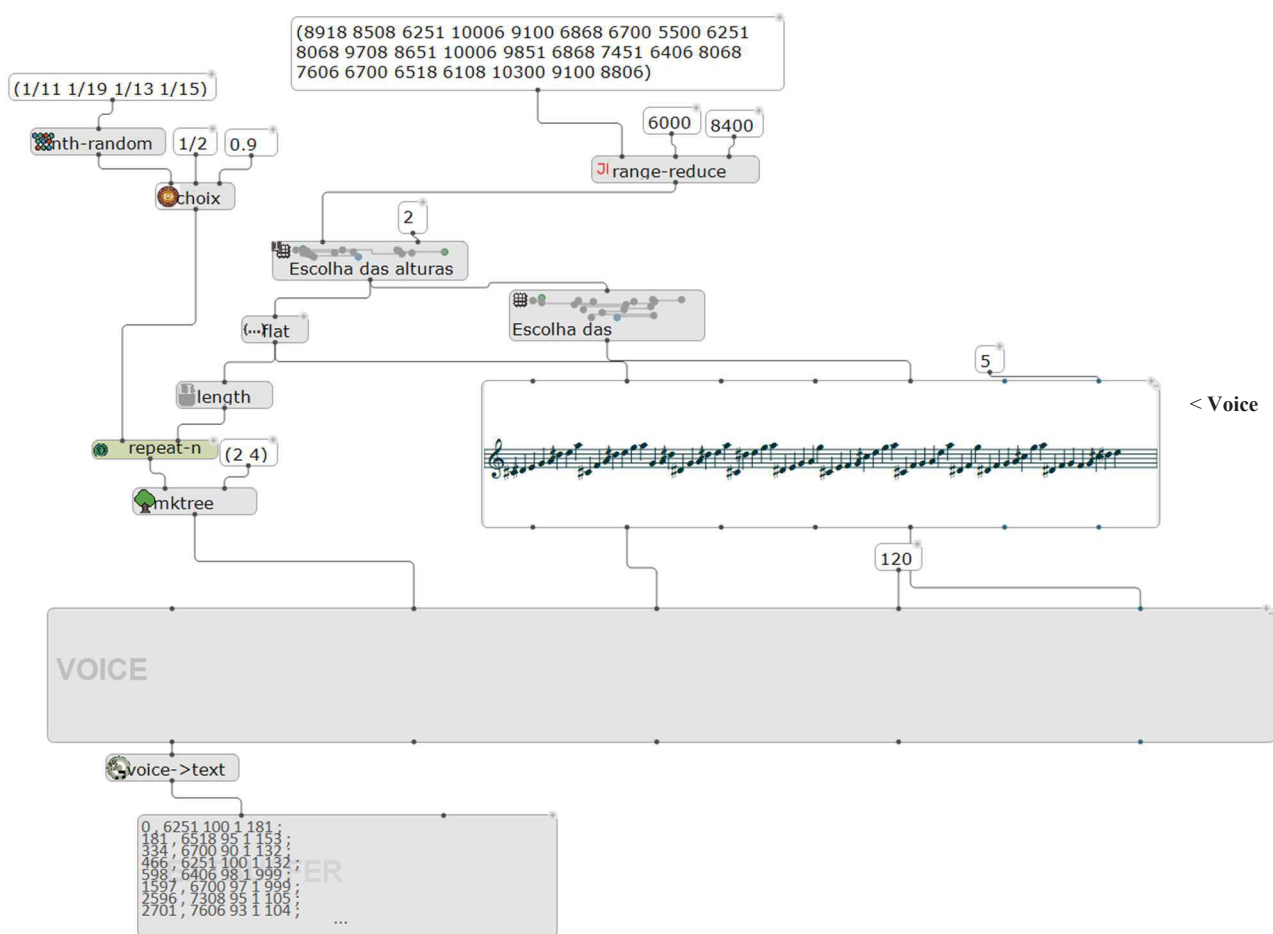 (8918 8508 6251 10006 9100 6868 6700 5500 6251
8068 9708 8651 10006 9851 6868 7451 6406 8068
7606 6700 6518 6108 10300 9100 8806)
(1/11 1/19 1/13 1/15)
nth-random
1/2
0.9
choix
6000
8400
JI range-reduce
2
Escolha das alturas
Escolha das
{...} flat
length
5
< Voice
repeat-n
(2 4)
mktree
120
VOICE
voice->text
0 , 6251 100 1 181 ;
181 , 6518 95 1 153 ;
334 , 6700 90 1 132 ;
466 , 6251 100 1 132 ;
598 , 6406 98 1 999 ;
1597 , 6700 97 1 999 ;
2596 , 7308 95 1 105 ;
2701 , 7606 93 1 104 ;
...